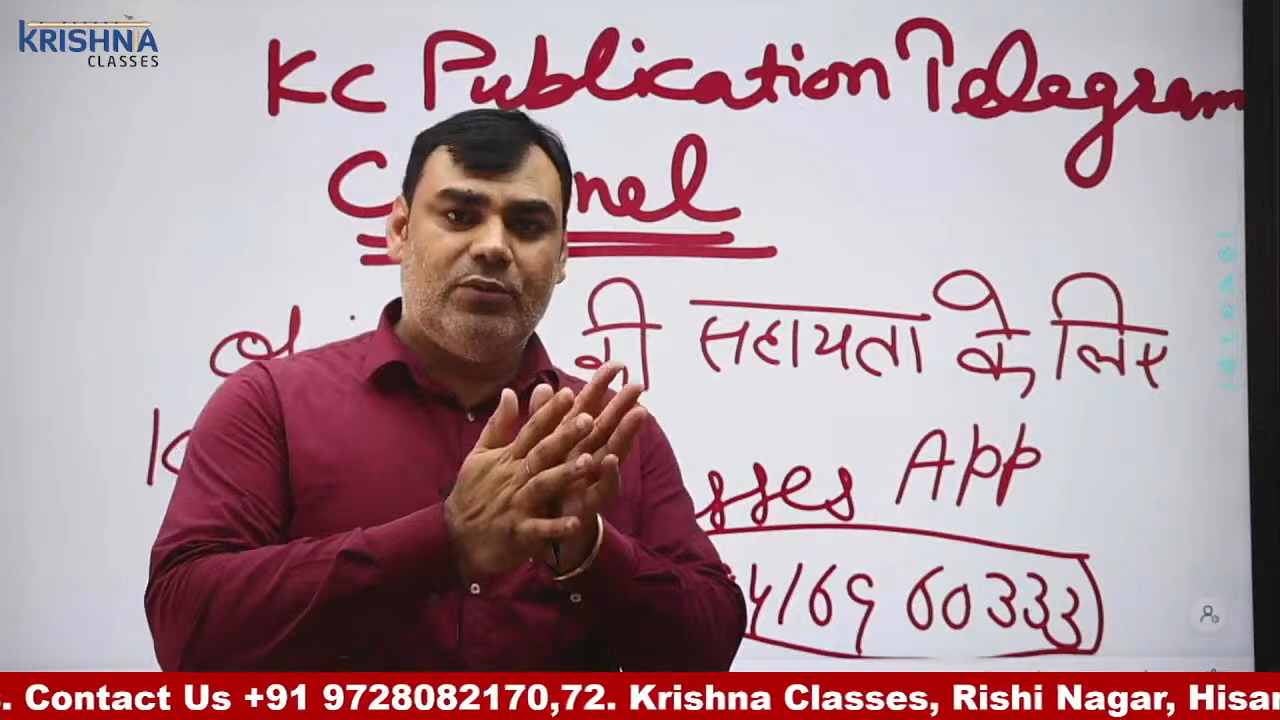 KRISHNA
CLASSES
KC Publication Telegram
की सहायता के लिए
App
4169 60333
s. Contact Us +91 9728082170,72. Krishna Classes, Rishi Nagar, Hisar